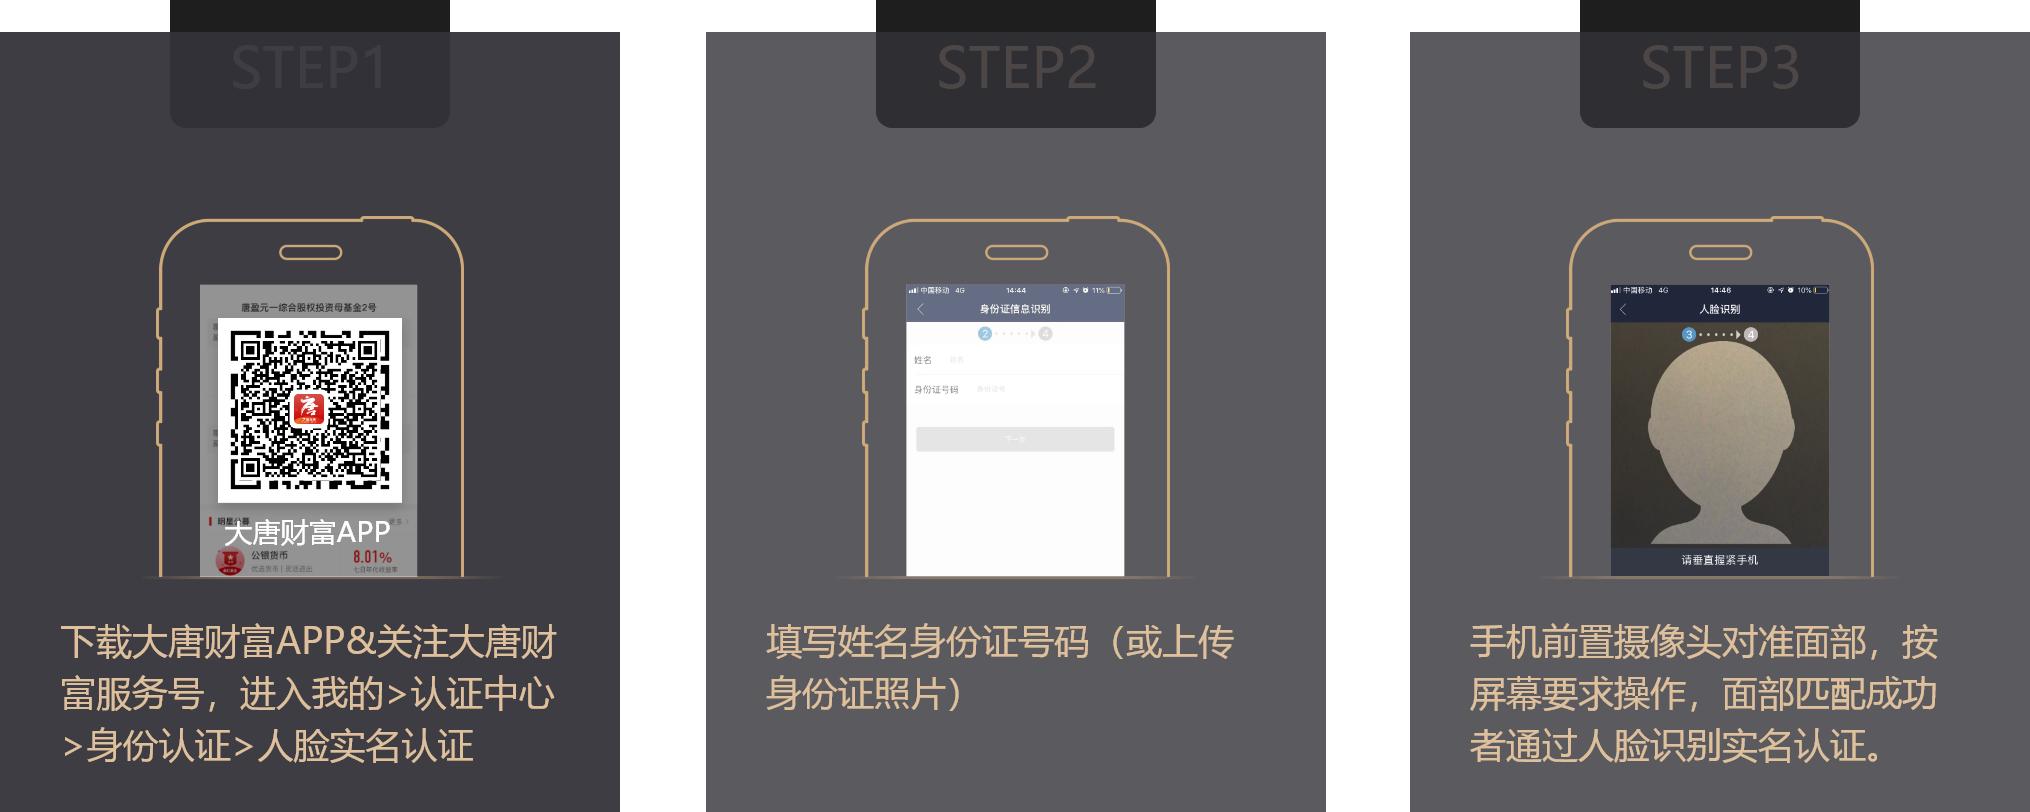 STEP1
唐盈元一综合股权投资母基金2号
唐
大唐财富APP
公银货币
8.01%
七日年化收益率
下载大唐财富APP&关注大唐财
富服务号，进入我的>认证中心
>身份认证>人脸实名认证
STEP2
中国移动 4G 14:44 11%
身份证信息识别
2 4
姓名 姓名
身份证号码 身份证号
下一步
填写姓名身份证号码（或上传
身份证照片）
STEP3
中国移动 4G 14:46 10%
人脸识别
3 4
请垂直握紧手机
手机前置摄像头对准面部，按
屏幕要求操作，面部匹配成功
者通过人脸识别实名认证。